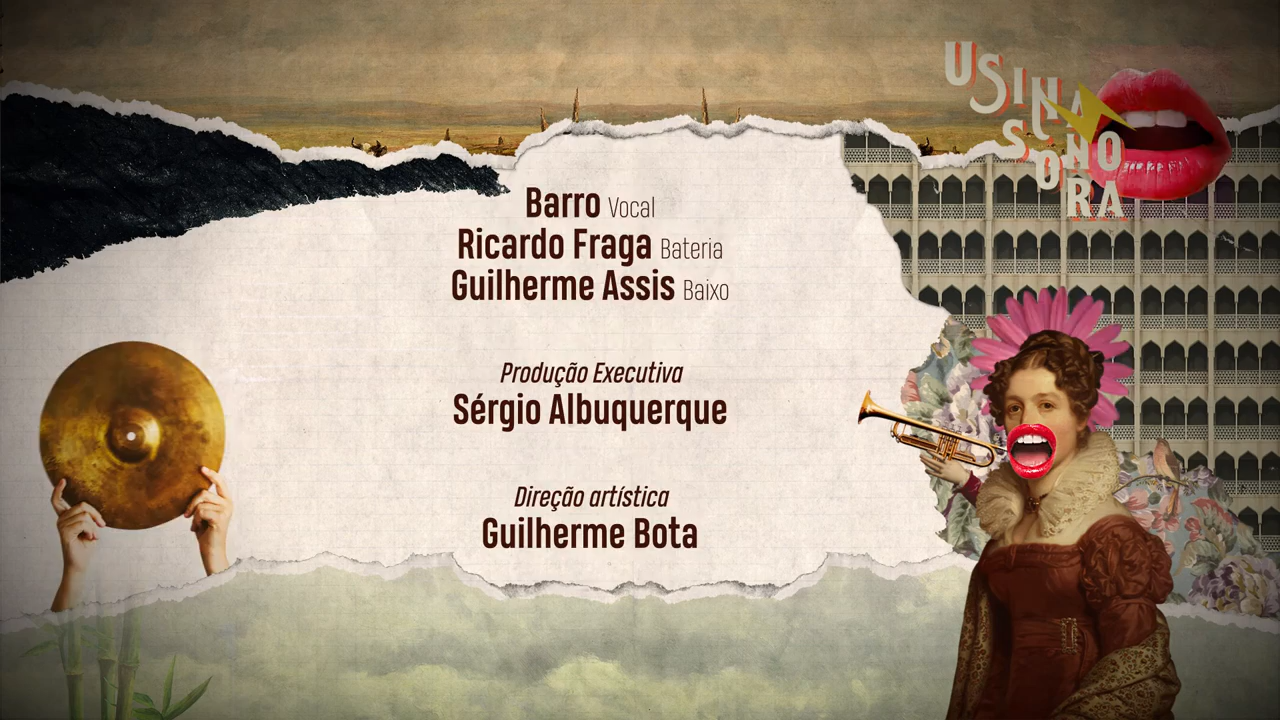 USINA
SONORA
Barro Vocal
Ricardo Fraga Bateria
Guilherme Assis Baixo
Produção Executiva
Sérgio Albuquerque
Direção artística
Guilherme Bota